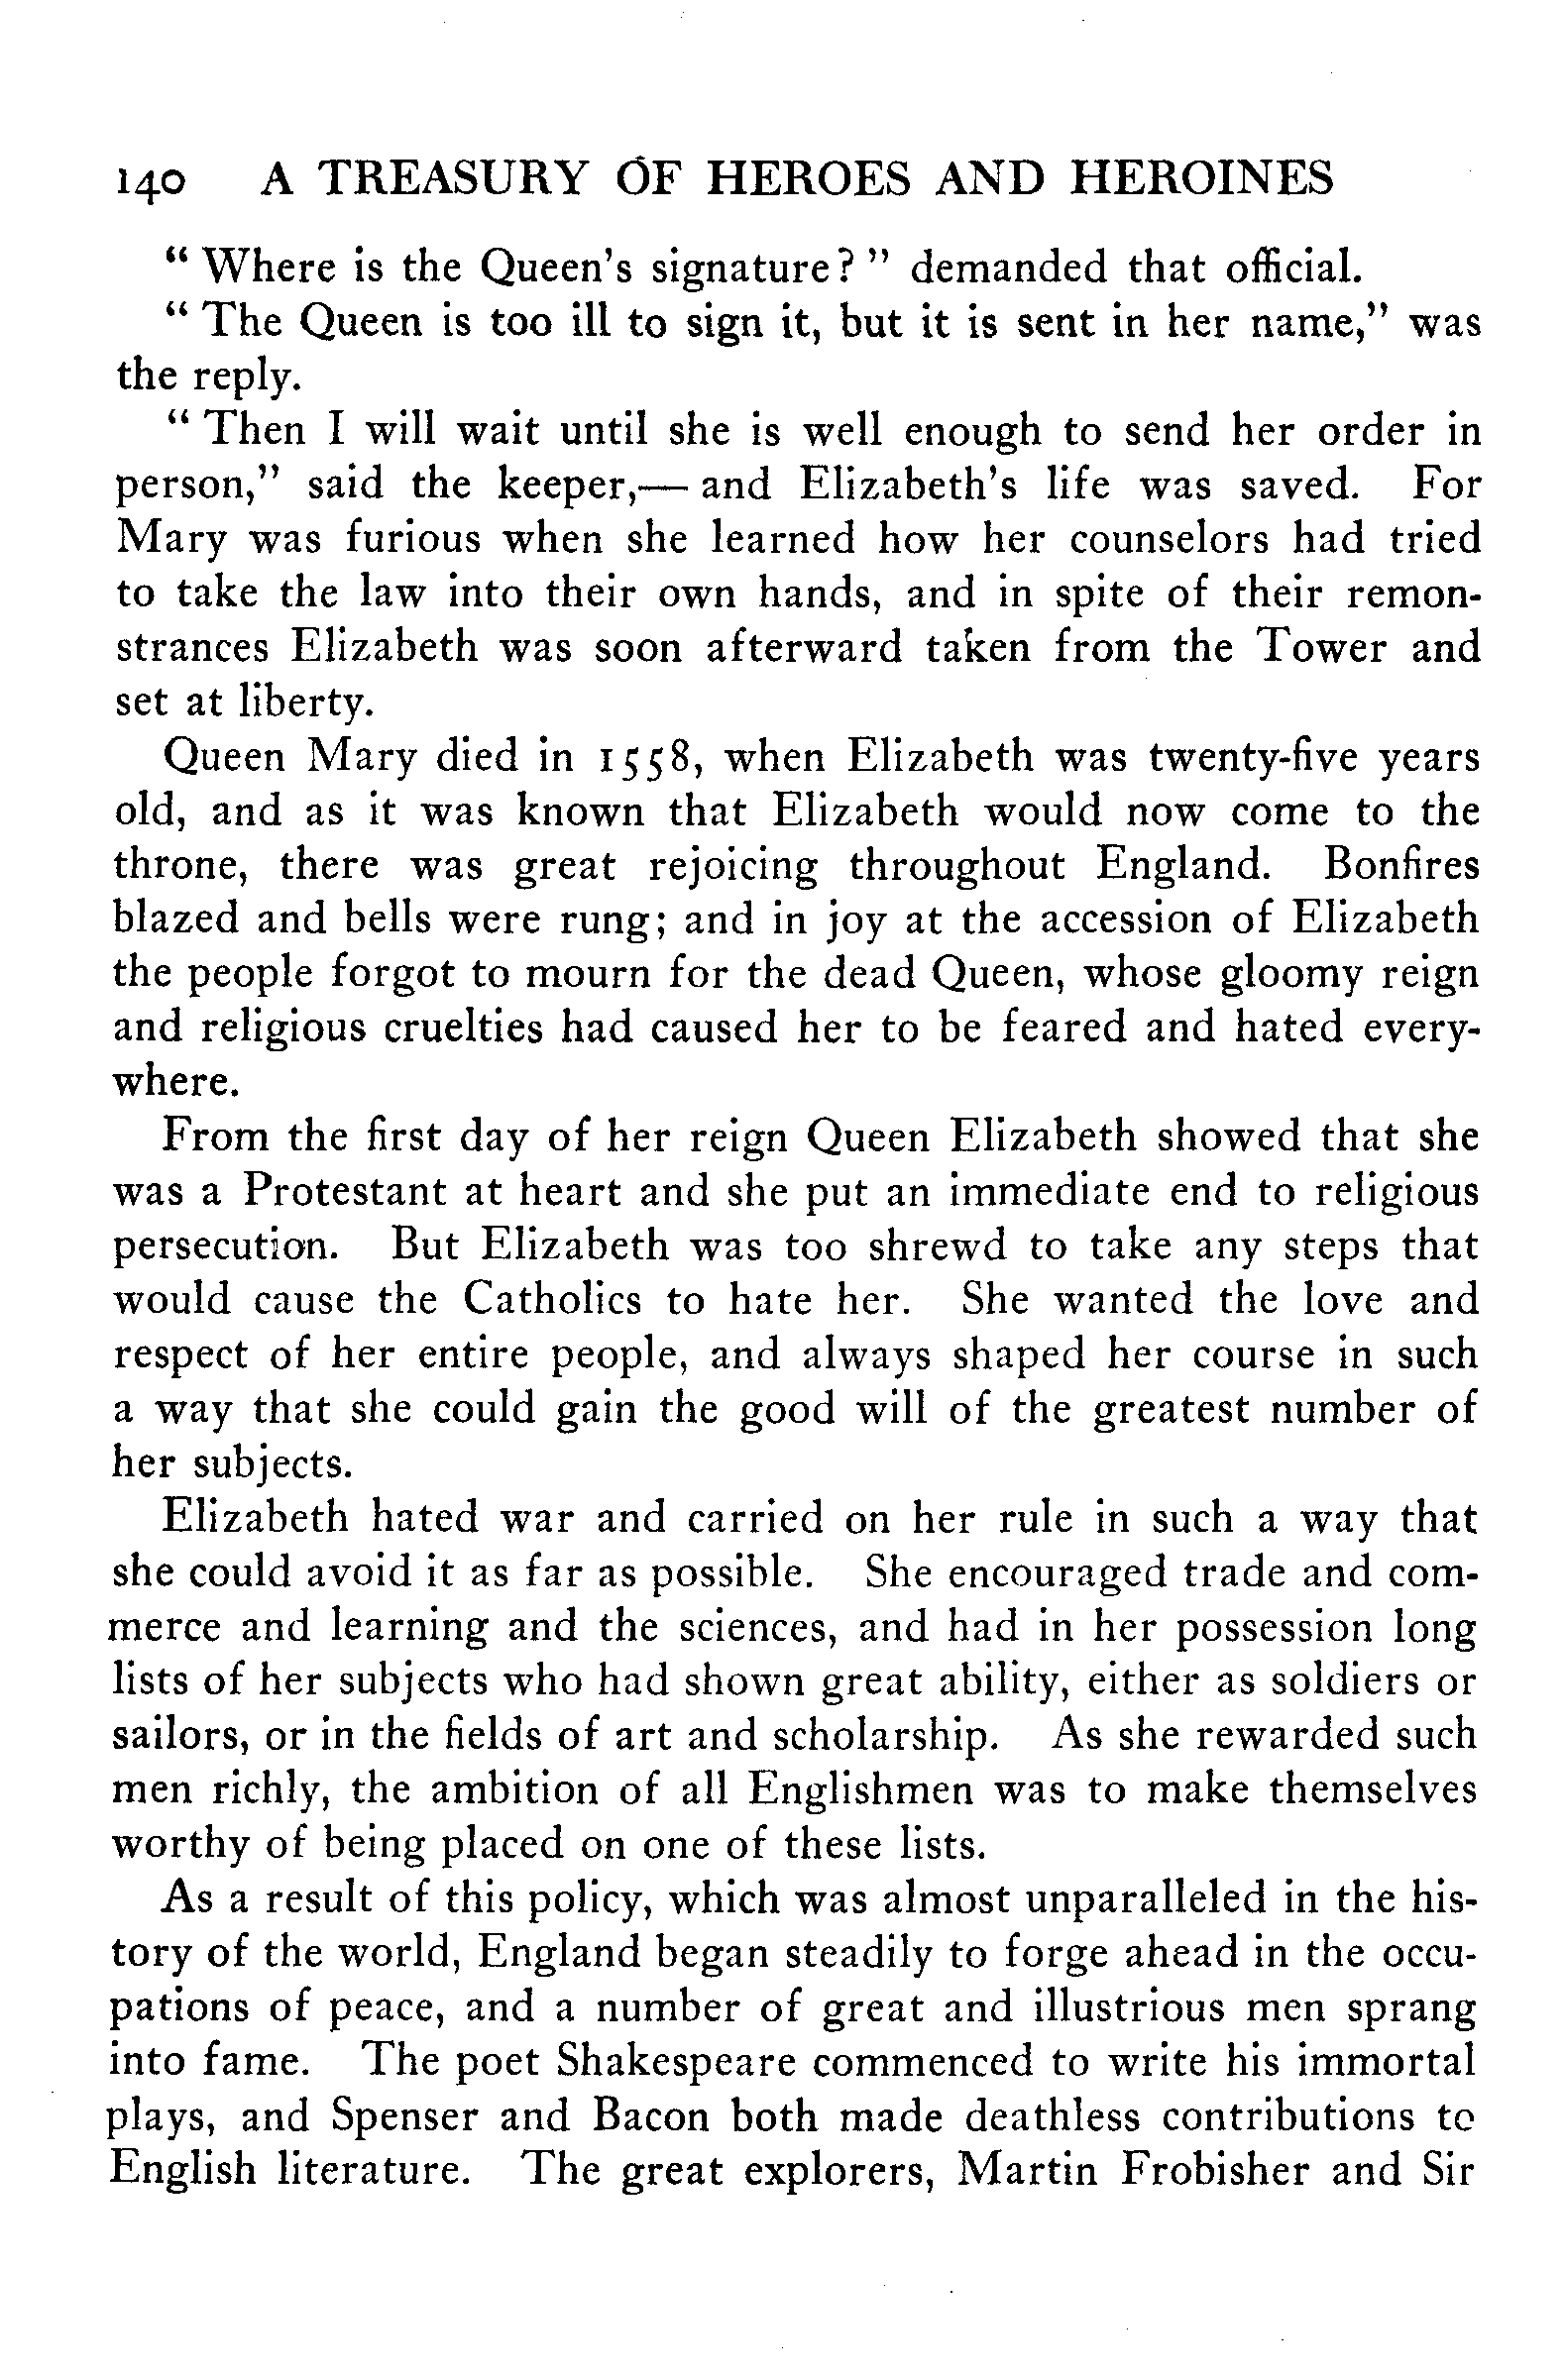 140 A TREASURY OF HEROES AND HEROINES
“ Where is the Queen's signature? ” demanded that official.
“ The Queen is too ill to sign it, but it is sent in her name,” was
the reply.
“ Then I will wait until she is well enough to send her order in
person,” said the keeper,— and Elizabeth's life was saved. For
Mary was furious when she learned how her counselors had tried
to take the law into their own hands, and in spite of their remon-
strances Elizabeth was soon afterward taken from the Tower and
set at liberty.
Queen Mary died in 1558, when Elizabeth was twenty-five years
old, and as it was known that Elizabeth would now come to the
throne, there was great rejoicing throughout England. Bonfires
blazed and bells were rung; and in joy at the accession of Elizabeth
the people forgot to mourn for the dead Queen, whose gloomy reign
and religious cruelties had caused her to be feared and hated every-
where.
From the first day of her reign Queen Elizabeth showed that she
was a Protestant at heart and she put an immediate end to religious
persecution. But Elizabeth was too shrewd to take any steps that
would cause the Catholics to hate her. She wanted the love and
respect of her entire people, and always shaped her course in such
a way that she could gain the good will of the greatest number of
her subjects.
Elizabeth hated war and carried on her rule in such a way that
she could avoid it as far as possible. She encouraged trade and com-
merce and learning and the sciences, and had in her possession long
lists of her subjects who had shown great ability, either as soldiers or
sailors, or in the fields of art and scholarship. As she rewarded such
men richly, the ambition of all Englishmen was to make themselves
worthy of being placed on one of these lists.
As a result of this policy, which was almost unparalleled in the his-
tory of the world, England began steadily to forge ahead in the occu-
pations of peace, and a number of great and illustrious men sprang
into fame. The poet Shakespeare commenced to write his immortal
plays, and Spenser and Bacon both made deathless contributions to
English literature. The great explorers, Martin Frobisher and Sir